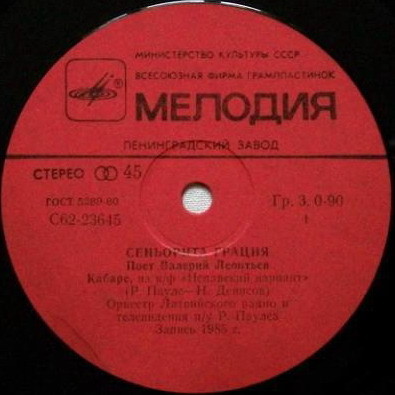 МИНИСТЕРСТВО КУЛЬТУРЫ СССР
ВСЕСОЮЗНАЯ ФИРМА ГРАМПЛАСТИНОК
МЕЛОДИЯ
ЛЕНИНГРАДСКИЙ ЗАВОД
СТЕРЕО 45
ГОСТ 5289-80 Гр. 3. 0-90
С62-23645 1
СЕНЬОРИТА ГРАЦИЯ
Поет Валерий Леонтьев
Кабаре, из к/ф «Испанский вариант»
(Р. Паулс—Н. Денисов)
Оркестр Латвийского радио и
телевидения п/у Р. Паулса
Запись 1985 г.